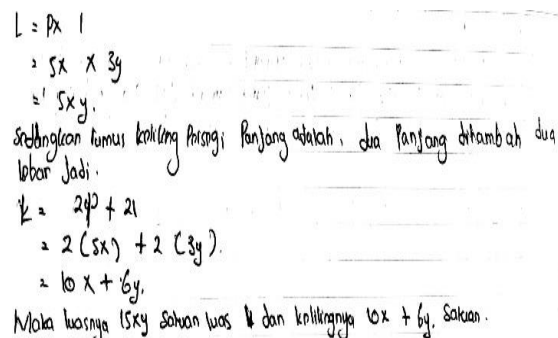 L = P x l
= 5x x 3y
= 15xy.
Sedangkan rumus keliling Persegi Panjang adalah, dua Panjang ditambah dua
lebar Jadi.
K = 2p + 2l
= 2 (5x) + 2 (3y).
= 10x + 6y.
Maka luasnya 15xy satuan luas dan kelilingnya 10x + 6y. Satuan.